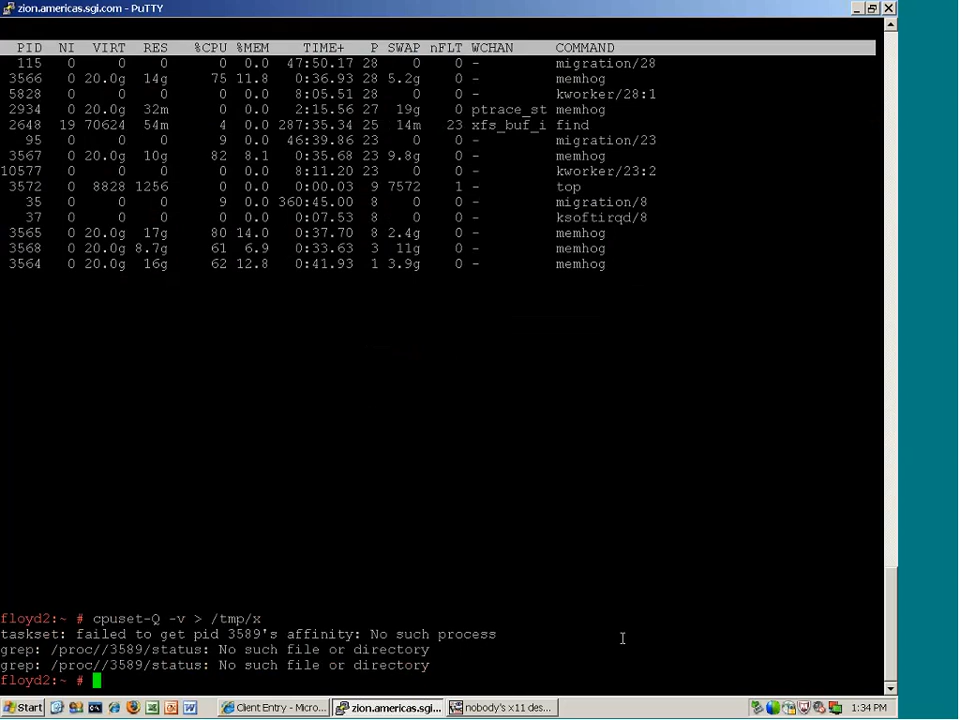 zion.americas.sgi.com - PuTTY
PID NI VIRT RES %CPU %MEM TIME+ P SWAP nFLT WCHAN COMMAND
115 0 0 0 0 0.0 47:50.17 28 0 0 - migration/28
3566 0 20.0g 14g 75 11.8 0:36.93 28 5.2g 0 - memhog
5828 0 0 0 0 0.0 8:05.51 28 0 0 - kworker/28:1
2934 0 20.0g 32m 0 0.0 2:15.56 27 19g 0 ptrace_st memhog
2648 19 70624 54m 4 0.0 287:35.34 25 14m 23 xfs_buf_i find
95 0 0 0 9 0.0 46:39.86 23 0 0 - migration/23
3567 0 20.0g 10g 82 8.1 0:35.68 23 9.8g 0 - memhog
10577 0 0 0 0 0.0 8:11.20 23 0 0 - kworker/23:2
3572 0 8828 1256 0 0.0 0:00.03 9 7572 1 - top
35 0 0 0 9 0.0 360:45.00 8 0 0 - migration/8
37 0 0 0 0 0.0 0:07.53 8 0 0 - ksoftirqd/8
3565 0 20.0g 17g 80 14.0 0:37.70 8 2.4g 0 - memhog
3568 0 20.0g 8.7g 61 6.9 0:33.63 3 11g 0 - memhog
3564 0 20.0g 16g 62 12.8 0:41.93 1 3.9g 0 - memhog
floyd2:~ # cpuset-Q -v > /tmp/x
taskset: failed to get pid 3589's affinity: No such process
grep: /proc//3589/status: No such file or directory
grep: /proc//3589/status: No such file or directory
floyd2:~ #
Start Client Entry - Micro... zion.americas.sgi... nobody's x11 des... 1:34 PM